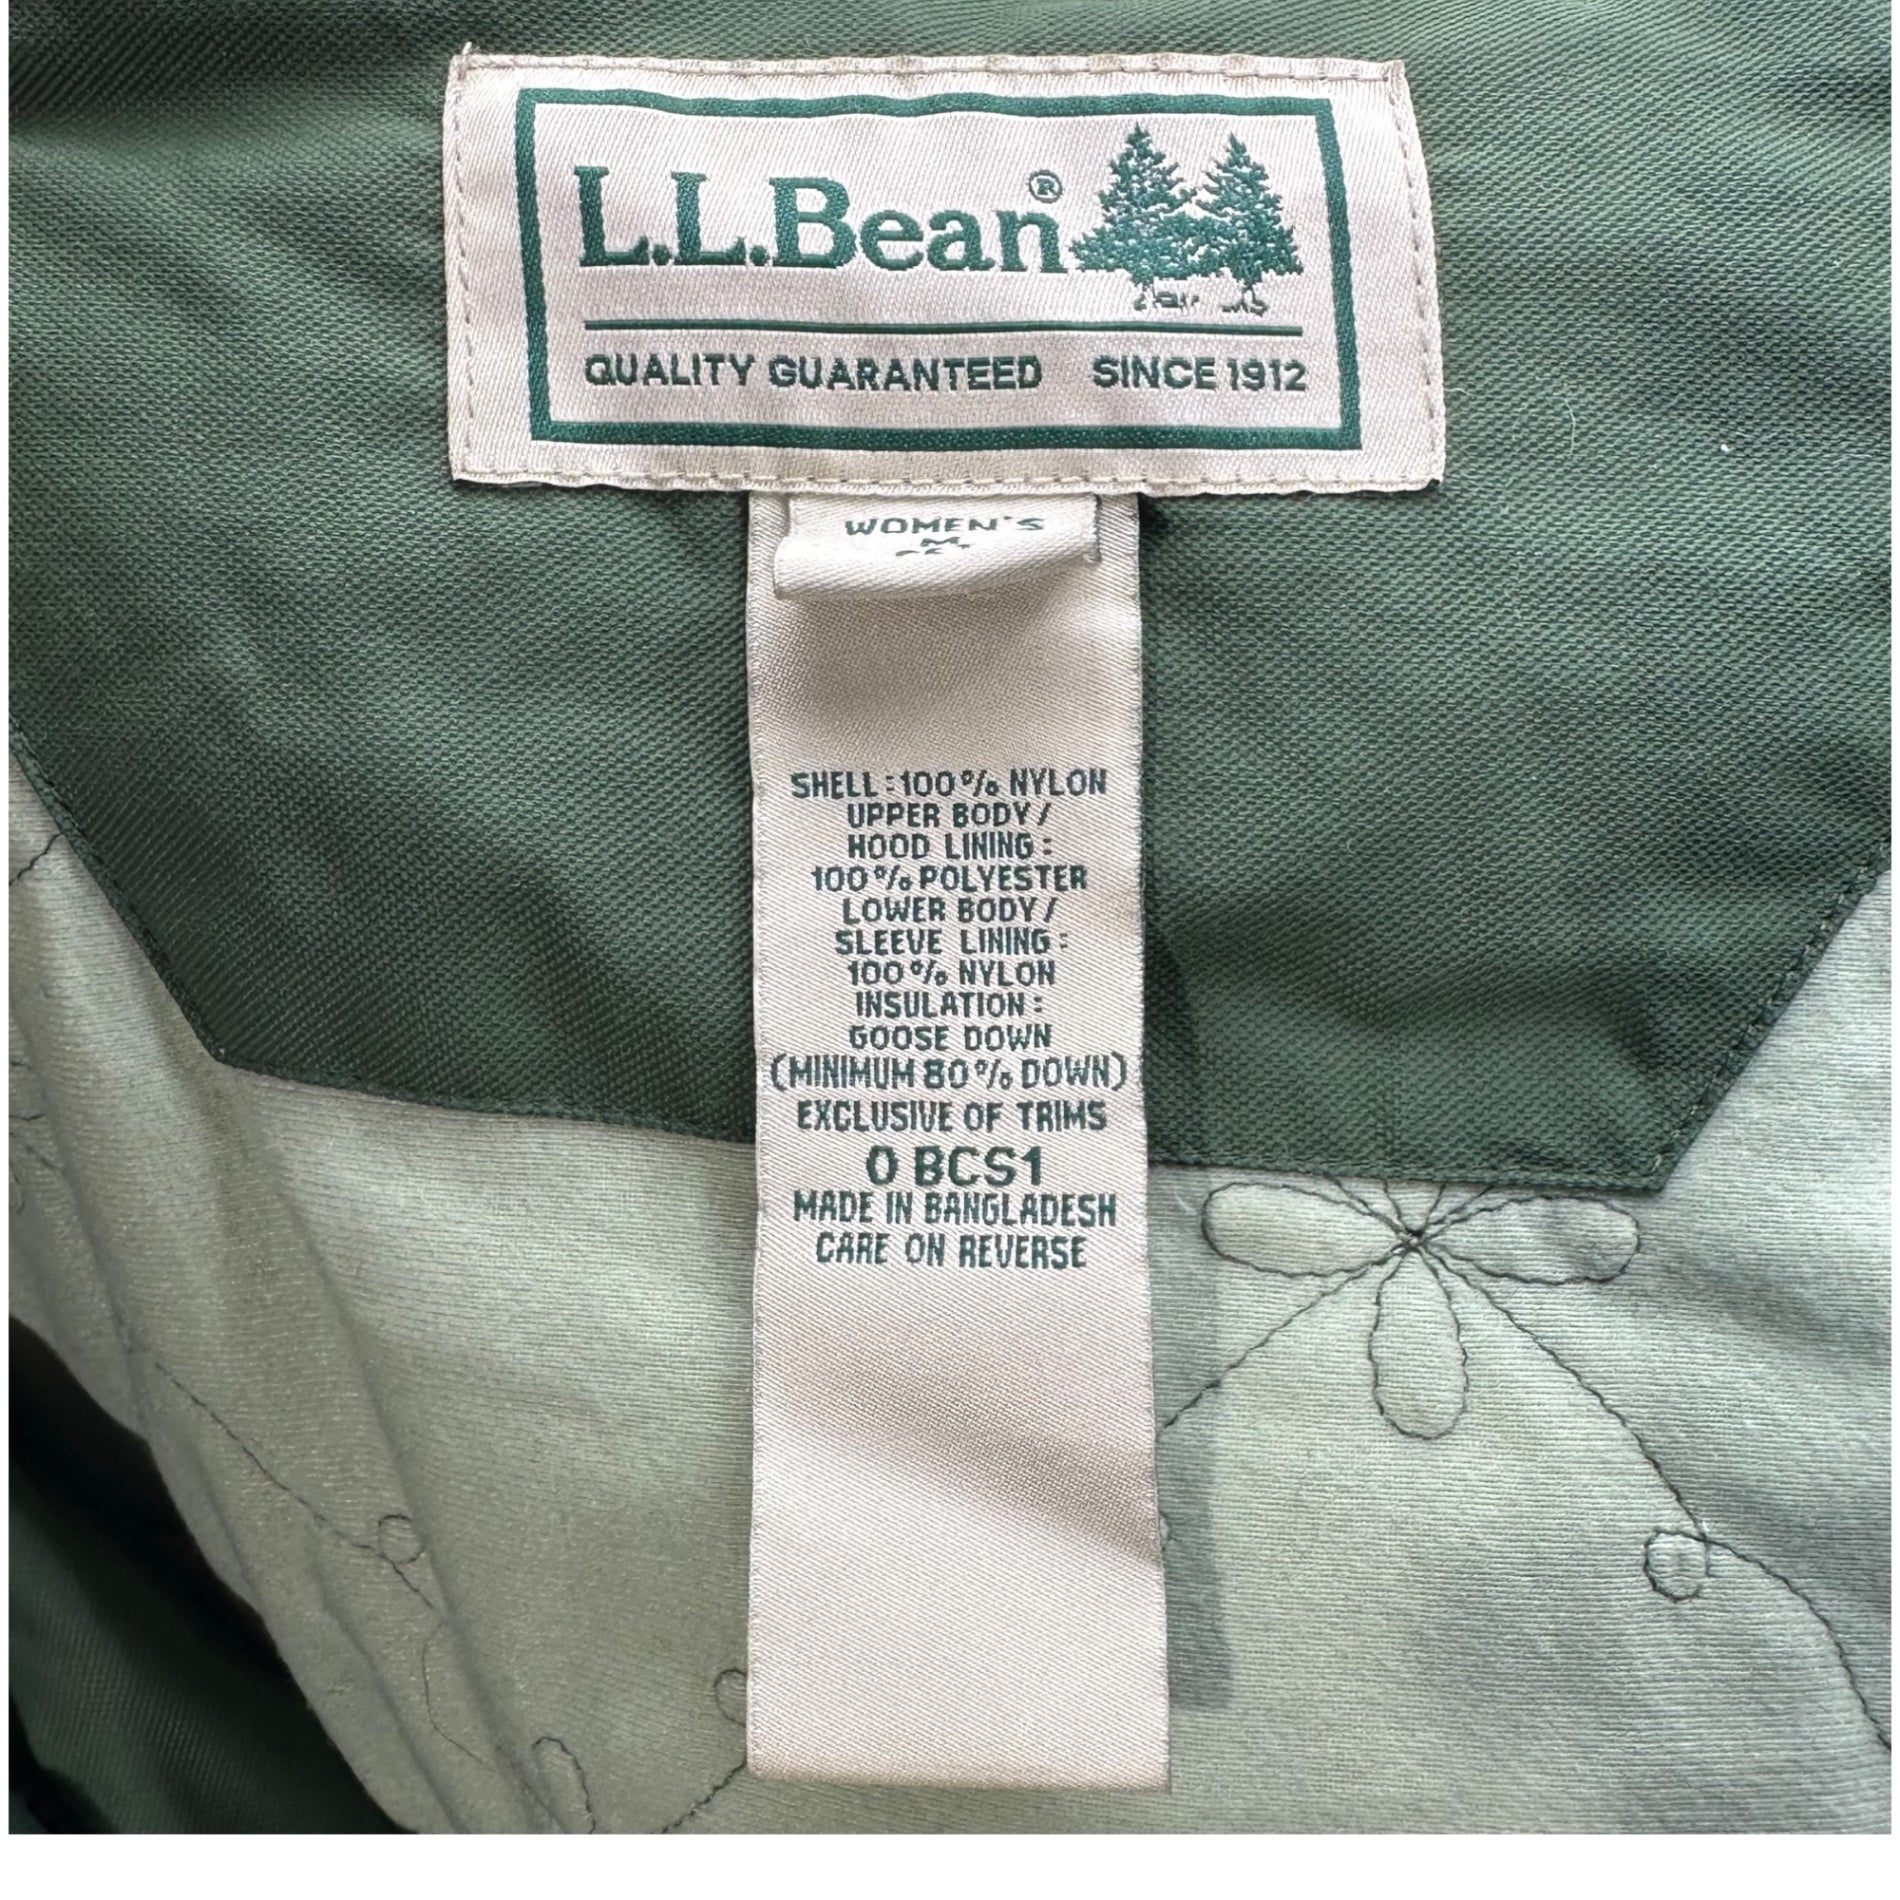 L.L.Bean®
QUALITY GUARANTEED SINCE 1912
WOMEN'S
M
SHELL:100% NYLON
UPPER BODY/
HOOD LINING:
100% POLYESTER
LOWER BODY/
SLEEVE LINING:
100% NYLON
INSULATION:
GOOSE DOWN
(MINIMUM 80% DOWN)
EXCLUSIVE OF TRIMS
0 BCS1
MADE IN BANGLADESH
CARE ON REVERSE